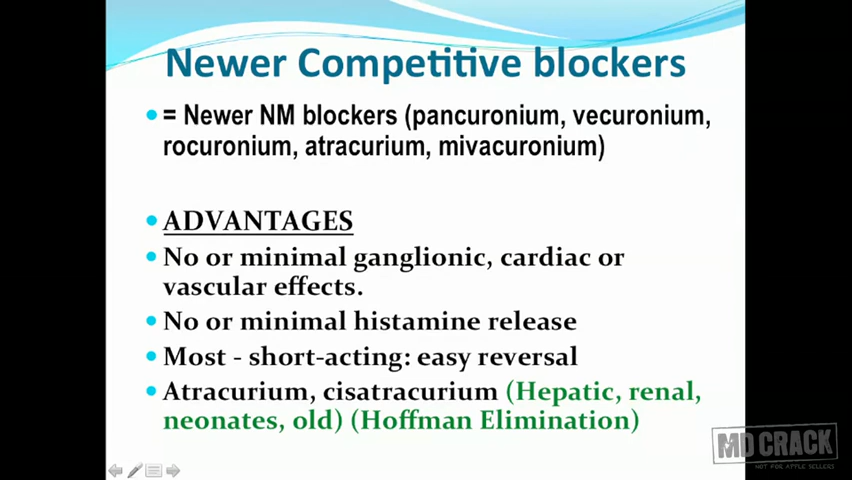 Newer Competitive blockers
= Newer NM blockers (pancuronium, vecuronium,
rocuronium, atracurium, mivacuronium)
ADVANTAGES
No or minimal ganglionic, cardiac or
vascular effects.
No or minimal histamine release
Most - short-acting: easy reversal
Atracurium, cisatracurium (Hepatic, renal,
neonates, old) (Hoffman Elimination)
MD CRACK
NOT FOR APPLE SELLERS